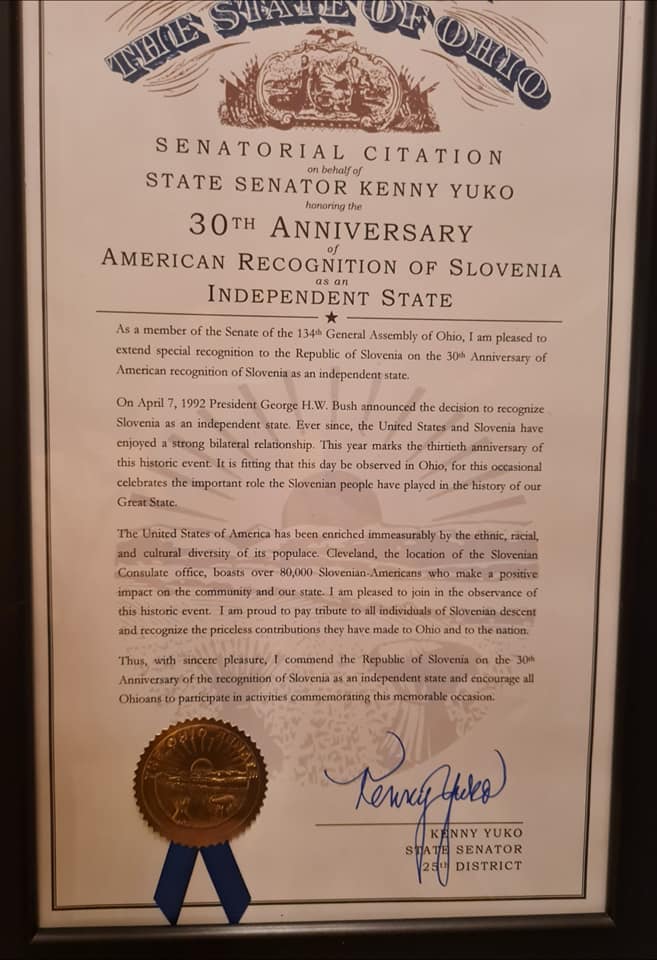 THE STATE OF OHIO
SENATORIAL CITATION
on behalf of
STATE SENATOR KENNY YUKO
honoring the
30TH ANNIVERSARY
of
AMERICAN RECOGNITION OF SLOVENIA
as an
INDEPENDENT STATE
As a member of the Senate of the 134th General Assembly of Ohio, I am pleased to
extend special recognition to the Republic of Slovenia on the 30th Anniversary of
American recognition of Slovenia as an independent state.
On April 7, 1992 President George H.W. Bush announced the decision to recognize
Slovenia as an independent state. Ever since, the United States and Slovenia have
enjoyed a strong bilateral relationship. This year marks the thirtieth anniversary of
this historic event. It is fitting that this day be observed in Ohio, for this occasional
celebrates the important role the Slovenian people have played in the history of our
Great State.
The United States of America has been enriched immeasurably by the ethnic, racial,
and cultural diversity of its populace. Cleveland, the location of the Slovenian
Consulate office, boasts over 80,000 Slovenian-Americans who make a positive
impact on the community and our state. I am pleased to join in the observance of
this historic event. I am proud to pay tribute to all individuals of Slovenian descent
and recognize the priceless contributions they have made to Ohio and to the nation.
Thus, with sincere pleasure, I commend the Republic of Slovenia on the 30th
Anniversary of the recognition of Slovenia as an independent state and encourage all
Ohioans to participate in activities commemorating this memorable occasion.
Kenny Yuko
KENNY YUKO
STATE SENATOR
25th DISTRICT